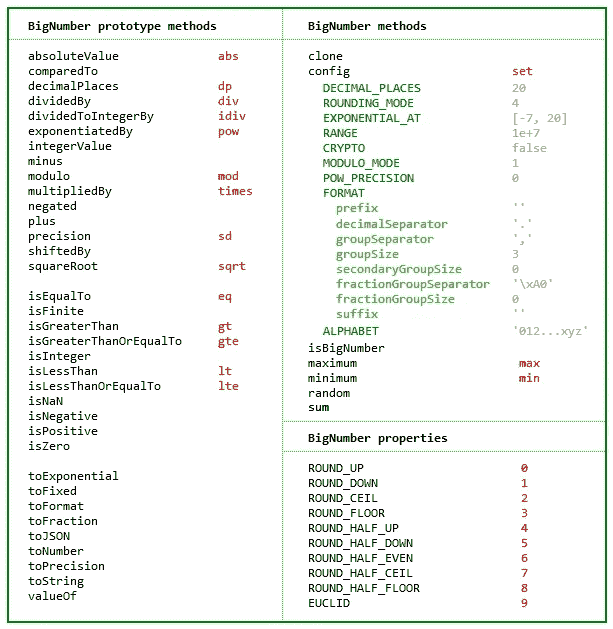 BigNumber prototype methods
absoluteValue abs
comparedTo
decimalPlaces dp
dividedBy div
dividedToIntegerBy idiv
exponentiatedBy pow
integerValue
minus
modulo mod
multipliedBy times
negated
plus
precision sd
shiftedBy
squareRoot sqrt
isEqualTo eq
isFinite
isGreaterThan gt
isGreaterThanOrEqualTo gte
isInteger
isLessThan lt
isLessThanOrEqualTo lte
isNaN
isNegative
isPositive
isZero
toExponential
toFixed
toFormat
toFraction
toJSON
toNumber
toPrecision
toString
valueOf
BigNumber methods
clone
config set
DECIMAL_PLACES 20
ROUNDING_MODE 4
EXPONENTIAL_AT [-7, 20]
RANGE 1e+7
CRYPTO false
MODULO_MODE 1
POW_PRECISION 0
FORMAT
prefix ''
decimalSeparator '.'
groupSeparator ','
groupSize 3
secondaryGroupSize 0
fractionGroupSeparator '\xA0'
fractionGroupSize 0
suffix ''
ALPHABET '012...xyz'
isBigNumber
maximum max
minimum min
random
sum
BigNumber properties
ROUND_UP 0
ROUND_DOWN 1
ROUND_CEIL 2
ROUND_FLOOR 3
ROUND_HALF_UP 4
ROUND_HALF_DOWN 5
ROUND_HALF_EVEN 6
ROUND_HALF_CEIL 7
ROUND_HALF_FLOOR 8
EUCLID 9